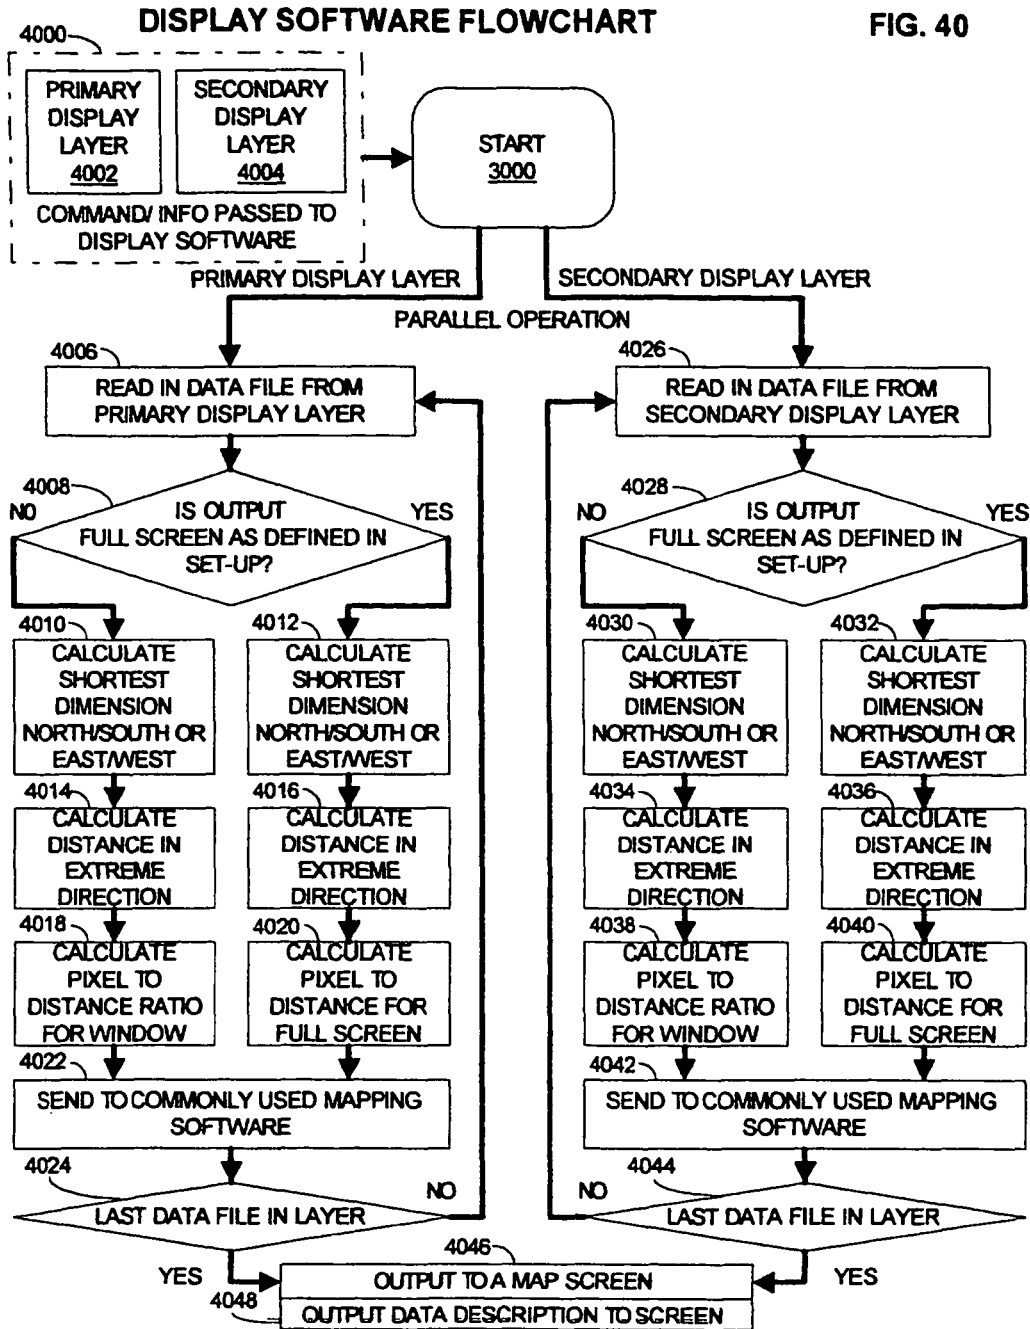 DISPLAY SOFTWARE FLOWCHART
FIG. 40
4000
PRIMARY
DISPLAY
LAYER
4002
SECONDARY
DISPLAY
LAYER
4004
COMMAND/ INFO PASSED TO
DISPLAY SOFTWARE
START
3000
PRIMARY DISPLAY LAYER
SECONDARY DISPLAY LAYER
PARALLEL OPERATION
4006
READ IN DATA FILE FROM
PRIMARY DISPLAY LAYER
4008
NO
YES
IS OUTPUT
FULL SCREEN AS DEFINED IN
SET-UP?
4010
CALCULATE
SHORTEST
DIMENSION
NORTH/SOUTH OR
EAST/WEST
4012
CALCULATE
SHORTEST
DIMENSION
NORTH/SOUTH OR
EAST/WEST
4014
CALCULATE
DISTANCE IN
EXTREME
DIRECTION
4016
CALCULATE
DISTANCE IN
EXTREME
DIRECTION
4018
CALCULATE
PIXEL TO
DISTANCE RATIO
FOR WINDOW
4020
CALCULATE
PIXEL TO
DISTANCE FOR
FULL SCREEN
4022
SEND TO COMMONLY USED MAPPING
SOFTWARE
4024
NO
LAST DATA FILE IN LAYER
YES
4026
READ IN DATA FILE FROM
SECONDARY DISPLAY LAYER
4028
NO
YES
IS OUTPUT
FULL SCREEN AS DEFINED IN
SET-UP?
4030
CALCULATE
SHORTEST
DIMENSION
NORTH/SOUTH OR
EAST/WEST
4032
CALCULATE
SHORTEST
DIMENSION
NORTH/SOUTH OR
EAST/WEST
4034
CALCULATE
DISTANCE IN
EXTREME
DIRECTION
4036
CALCULATE
DISTANCE IN
EXTREME
DIRECTION
4038
CALCULATE
PIXEL TO
DISTANCE RATIO
FOR WINDOW
4040
CALCULATE
PIXEL TO
DISTANCE FOR
FULL SCREEN
4042
SEND TO COMMONLY USED MAPPING
SOFTWARE
4044
NO
LAST DATA FILE IN LAYER
YES
4046
OUTPUT TO A MAP SCREEN
4048
OUTPUT DATA DESCRIPTION TO SCREEN